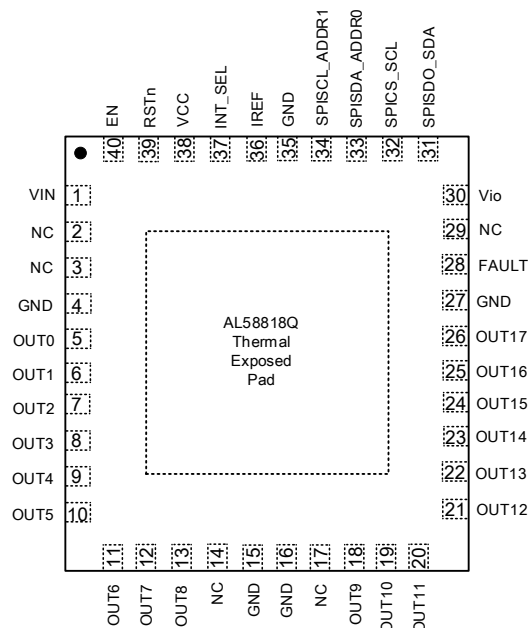 EN
RSTn
VCC
INT_SEL
IREF
GND
SPISCL_ADDR1
SPISDA_ADDR0
SPICS_SCL
SPISDO_SDA
40
39
38
37
36
35
34
33
32
31
VIN 1
NC 2
NC 3
GND 4
OUT0 5
OUT1 6
OUT2 7
OUT3 8
OUT4 9
OUT5 10
AL58818Q
Thermal
Exposed
Pad
30 Vio
29 NC
28 FAULT
27 GND
26 OUT17
25 OUT16
24 OUT15
23 OUT14
22 OUT13
21 OUT12
11
12
13
14
15
16
17
18
19
20
OUT6
OUT7
OUT8
NC
GND
GND
NC
OUT9
OUT10
OUT11